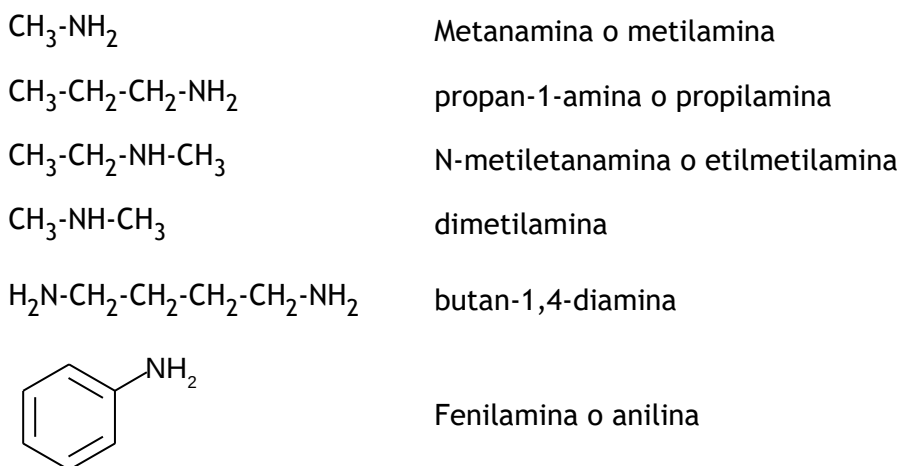 CH₃-NH₂ Metanamina o metilamina
CH₃-CH₂-CH₂-NH₂ propan-1-amina o propilamina
CH₃-CH₂-NH-CH₃ N-metiletanamina o etilmetilamina
CH₃-NH-CH₃ dimetilamina
H₂N-CH₂-CH₂-CH₂-CH₂-NH₂ butan-1,4-diamina
NH₂
Fenilamina o anilina